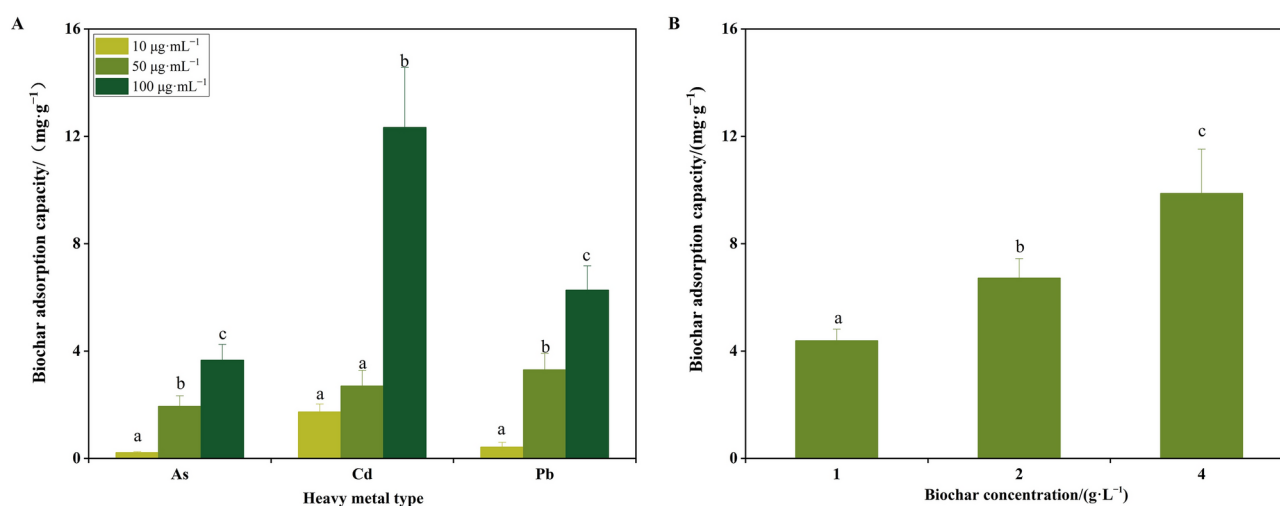 A
B
16
12
8
4
0
Biochar adsorption capacity/（mg·g⁻¹）
10 μg·mL⁻¹
50 μg·mL⁻¹
100 μg·mL⁻¹
a
b
c
a
a
b
a
b
c
As
Cd
Pb
Heavy metal type
16
12
8
4
0
Biochar adsorption capacity/(mg·g⁻¹)
a
b
c
1
2
4
Biochar concentration/(g·L⁻¹)